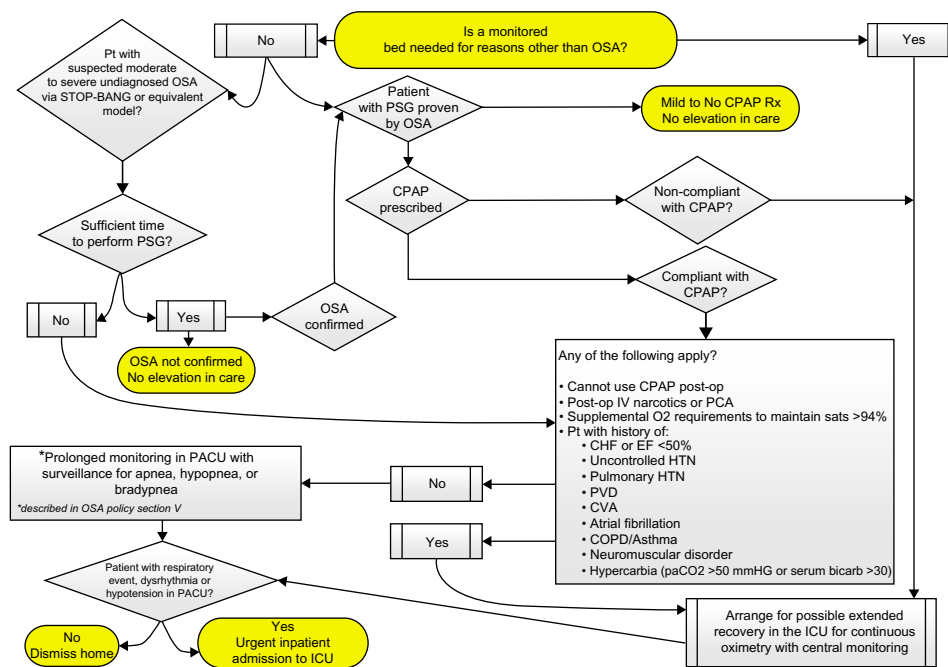 Is a monitored
bed needed for reasons other than OSA?
No
Yes
Pt with
suspected moderate
to severe undiagnosed OSA
via STOP-BANG or equivalent
model?
Patient
with PSG proven
by OSA
Mild to No CPAP Rx
No elevation in care
CPAP
prescribed
Non-compliant
with CPAP?
Sufficient time
to perform PSG?
Compliant with
CPAP?
No
Yes
OSA
confirmed
OSA not confirmed
No elevation in care
Any of the following apply?
• Cannot use CPAP post-op
• Post-op IV narcotics or PCA
• Supplemental O2 requirements to maintain sats >94%
• Pt with history of:
• CHF or EF <50%
• Uncontrolled HTN
• Pulmonary HTN
• PVD
• CVA
• Atrial fibrillation
• COPD/Asthma
• Neuromuscular disorder
• Hypercarbia (paCO2 >50 mmHG or serum bicarb >30)
*Prolonged monitoring in PACU with
surveillance for apnea, hypopnea, or
bradypnea
*described in OSA policy section V
No
Yes
Patient with respiratory
event, dysrhythmia or
hypotension in PACU?
Arrange for possible extended
recovery in the ICU for continuous
oximetry with central monitoring
No
Dismiss home
Yes
Urgent inpatient
admission to ICU